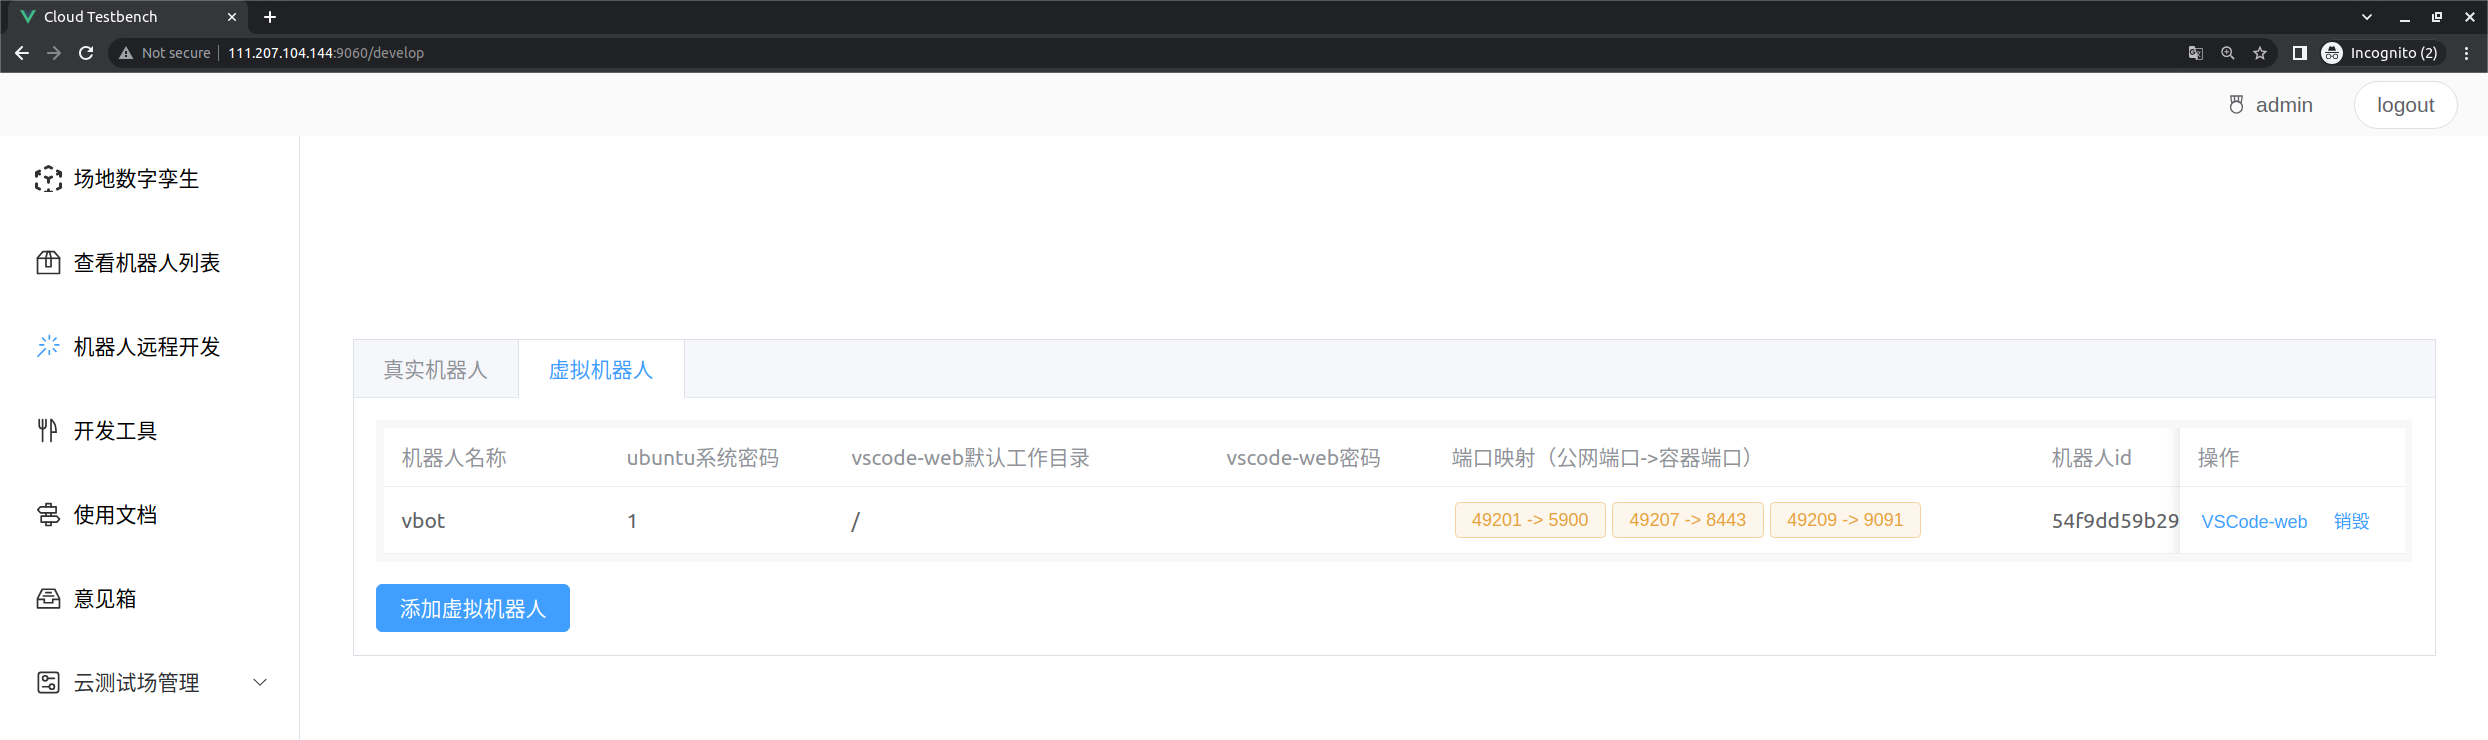 Cloud Testbench
Not secure 111.207.104.144:9060/develop Incognito (2)
admin logout
场地数字孪生
查看机器人列表
机器人远程开发
开发工具
使用文档
意见箱
云测试场管理
真实机器人 虚拟机器人
机器人名称 ubuntu系统密码 vscode-web默认工作目录 vscode-web密码 端口映射（公网端口->容器端口） 机器人id 操作
vbot 1 / 49201 -> 5900 49207 -> 8443 49209 -> 9091 54f9dd59b29 VSCode-web 销毁
添加虚拟机器人